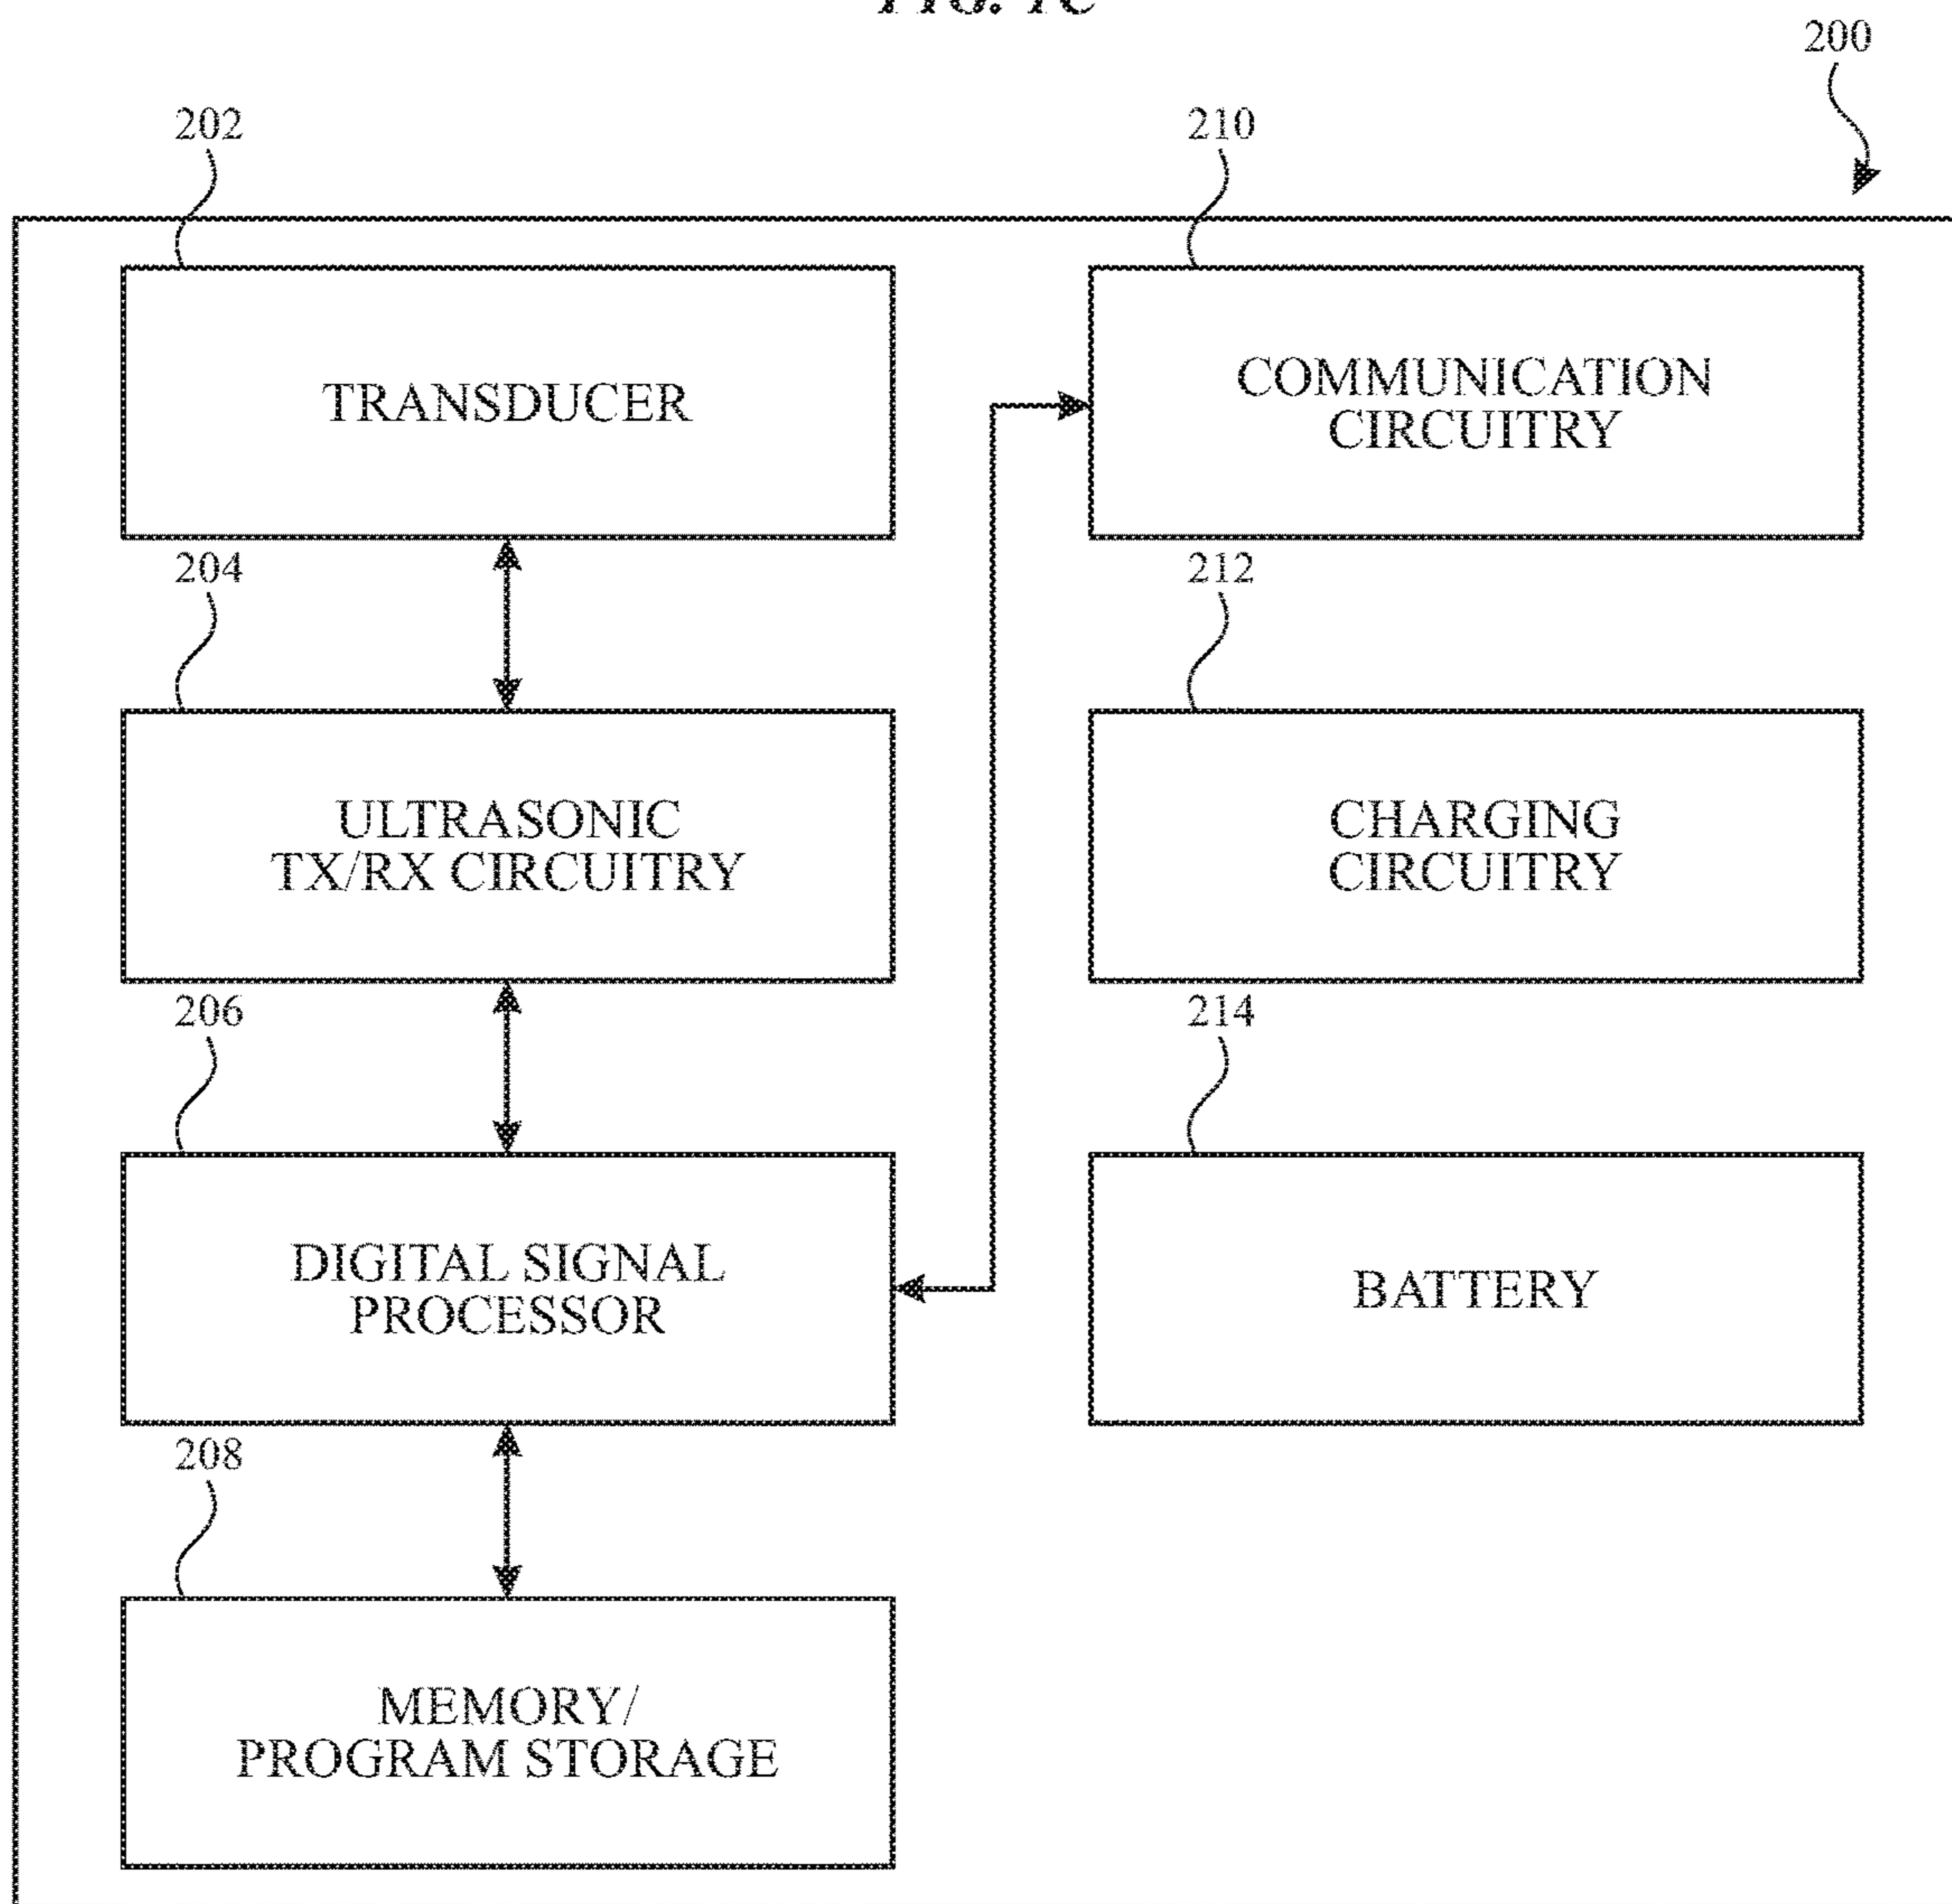 200
202
TRANSDUCER
204
ULTRASONIC
TX/RX CIRCUITRY
206
DIGITAL SIGNAL
PROCESSOR
208
MEMORY/
PROGRAM STORAGE
210
COMMUNICATION
CIRCUITRY
212
CHARGING
CIRCUITRY
214
BATTERY